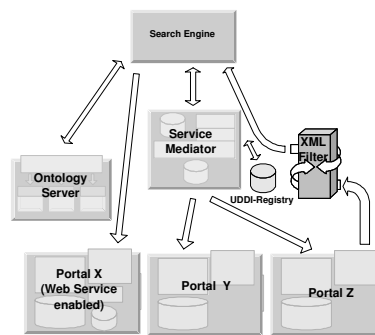 Search Engine
Service
Mediator
XML
Filter
Ontology
Server
UDDI-Registry
Portal X
(Web Service
enabled)
Portal Y
Portal Z